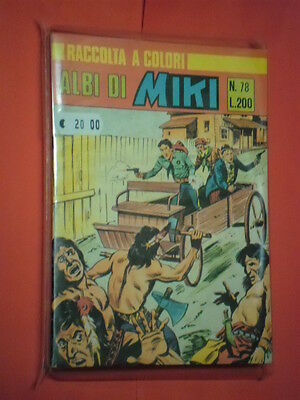 RACCOLTA A COLORI
ALBI DI MIKI
N. 78
L.200
€ 20 00